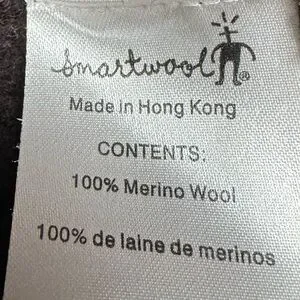 Smartwool®
Made in Hong Kong
CONTENTS:
100% Merino Wool
100% de laine de merinos